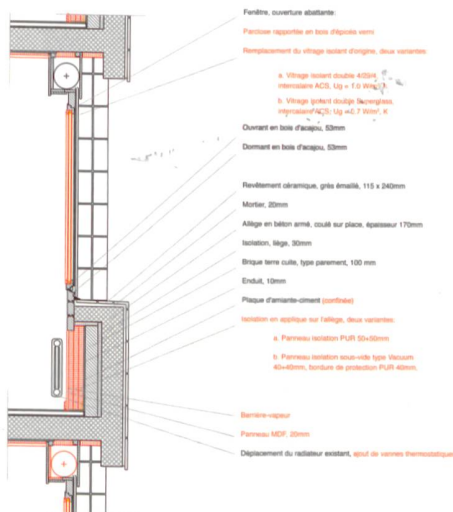 Fenêtre, ouverture abattante:
Parclose rapportée en bois d'épicéa verni
Remplacement du vitrage isolant d'origine, deux variantes:
a. Vitrage isolant double 4/20/4,
intercalaire ACS, Ug = 1.0 W/m², K
b. Vitrage isolant double Superglass,
intercalaire ACS, Ug = 0.7 W/m², K
Ouvrant en bois d'acajou, 53mm
Dormant en bois d'acajou, 53mm
Revêtement céramique, grès émaillé, 115 x 240mm
Mortier, 20mm
Allège en béton armé, coulé sur place, épaisseur 170mm
Isolation, liège, 30mm
Brique terre cuite, type parement, 100 mm
Enduit, 10mm
Plaque d'amiante-ciment (confinée)
Isolation en applique sur l'allège, deux variantes:
a. Panneau isolation PUR 50+50mm
b. Panneau isolation sous-vide type Vacuum
40+40mm, bordure de protection PUR 40mm.
Barrière-vapeur
Panneau MDF, 20mm
Déplacement du radiateur existant, ajout de vannes thermostatique